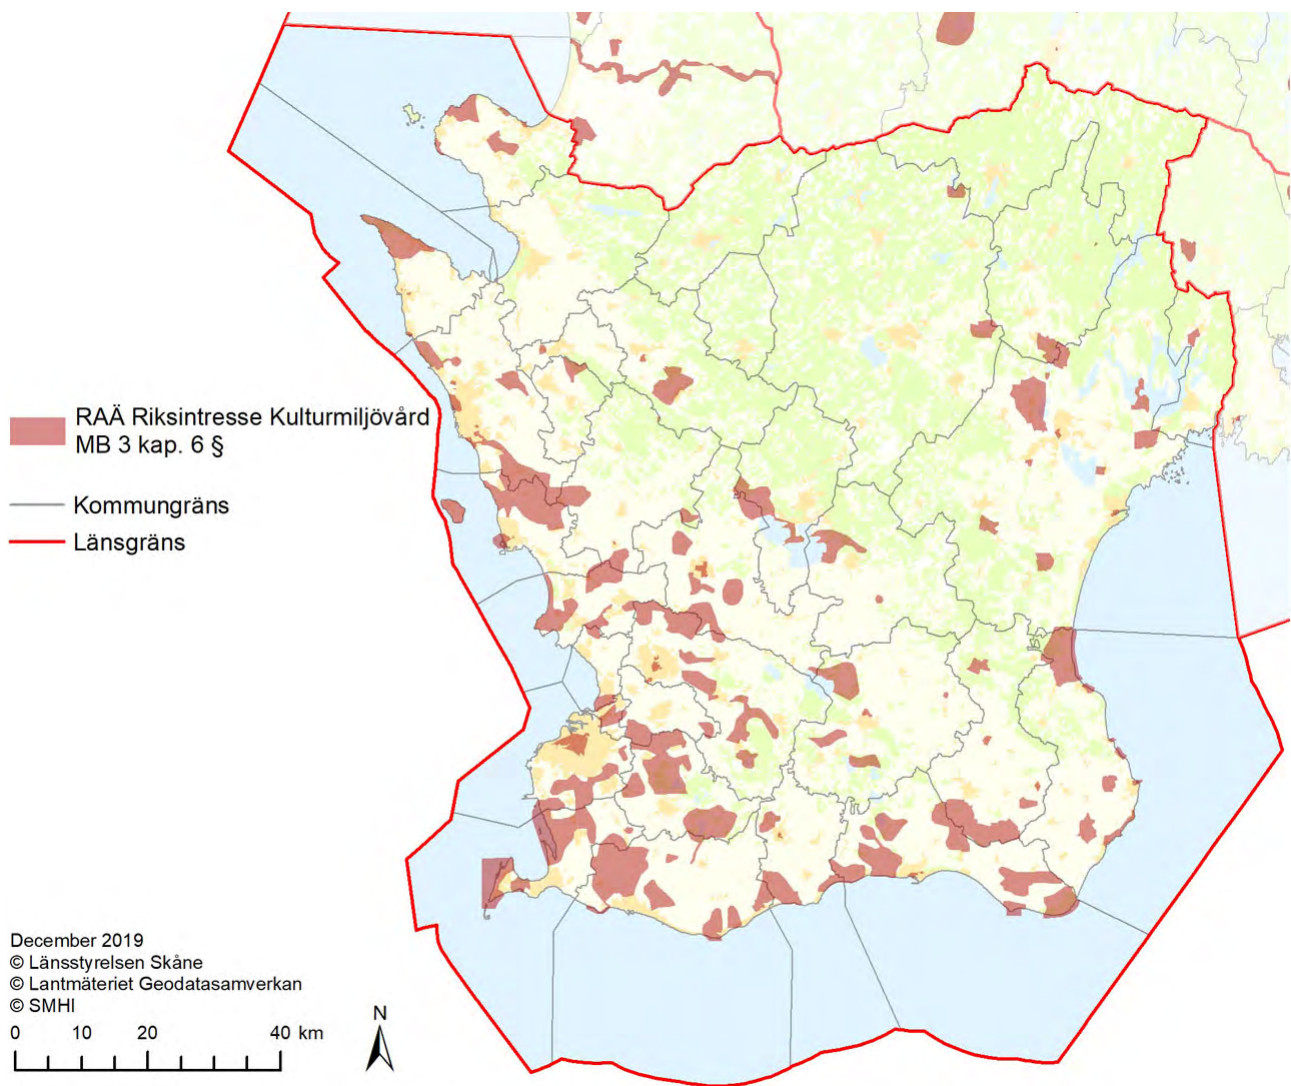 RAÄ Riksintresse Kulturmiljövård
MB 3 kap. 6 §
Kommungräns
Länsgräns
December 2019
© Länsstyrelsen Skåne
© Lantmäteriet Geodatasamverkan
© SMHI
0 10 20 40 km
N